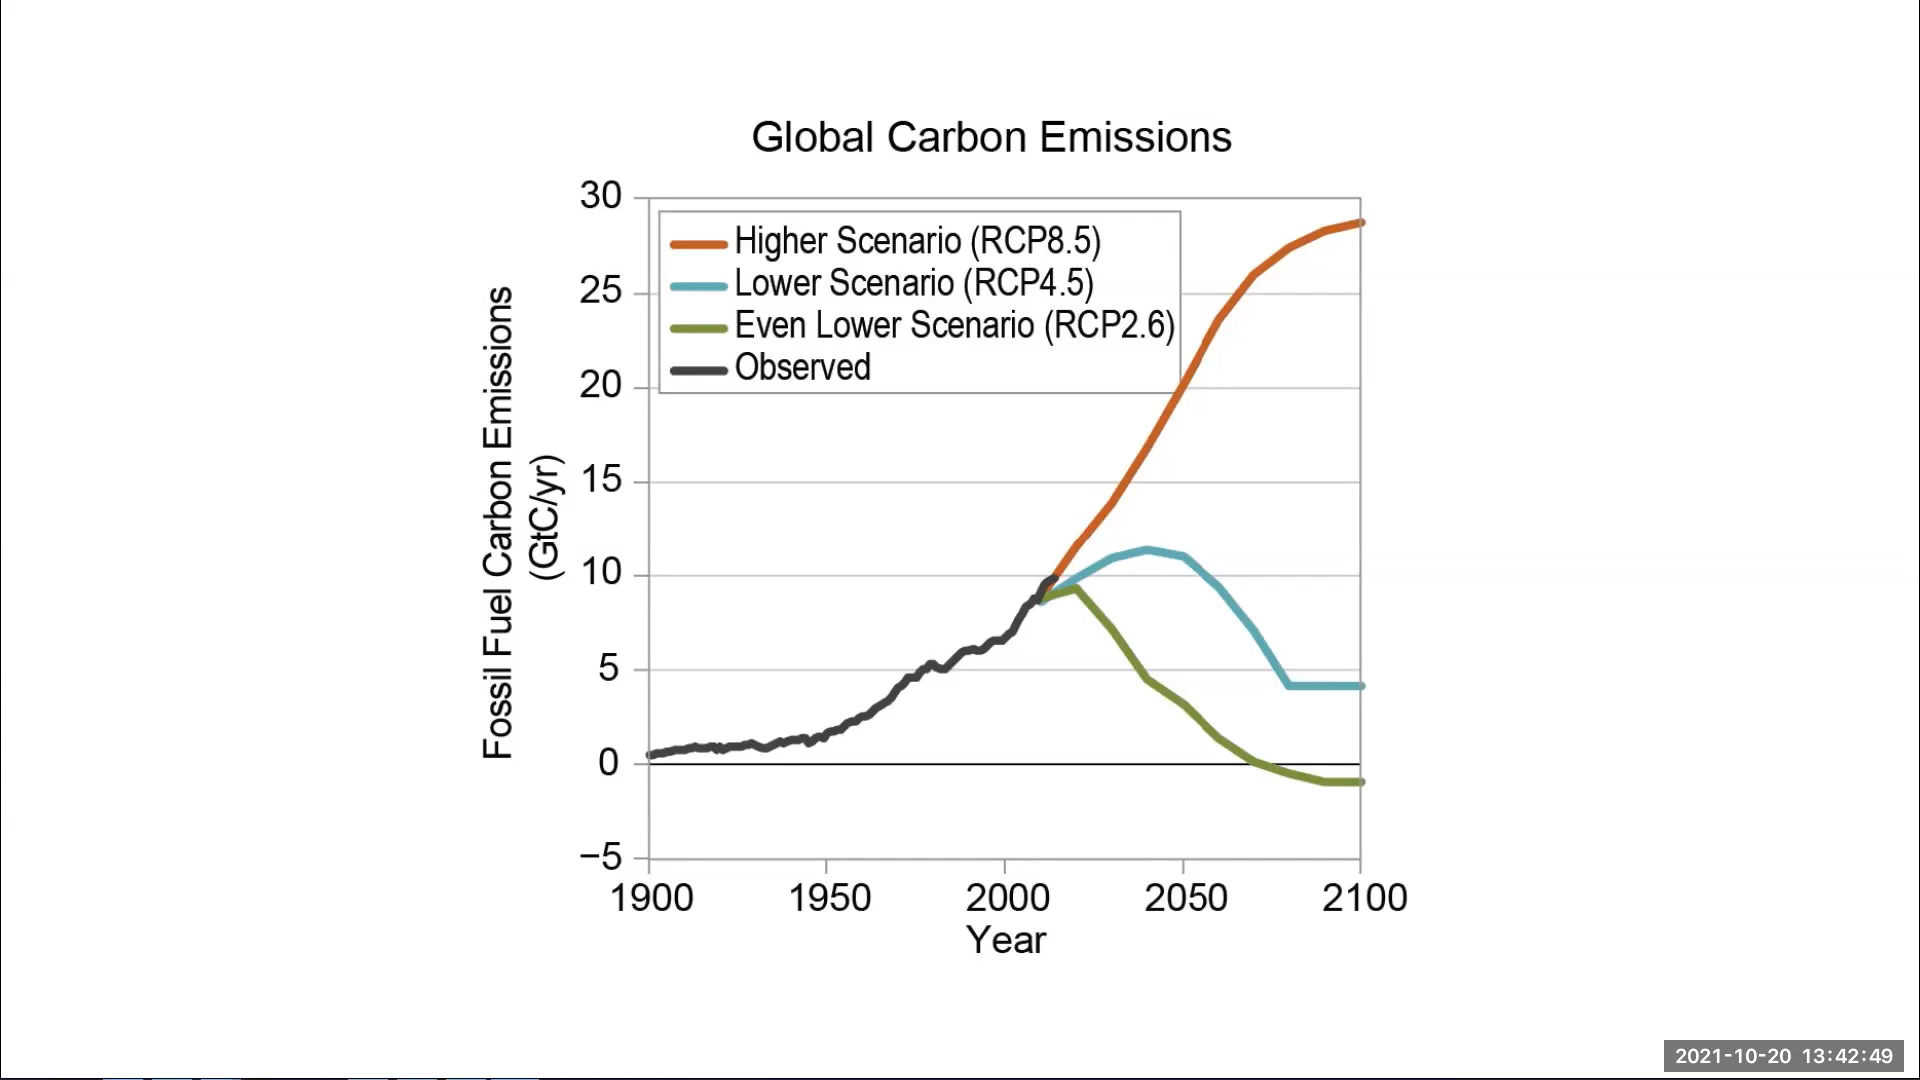 Global Carbon Emissions
30
Higher Scenario (RCP8.5)
Lower Scenario (RCP4.5)
Even Lower Scenario (RCP2.6)
Observed
25
20
15
10
5
0
−5
Fossil Fuel Carbon Emissions
(GtC/yr)
1900 1950 2000 2050 2100
Year
2021-10-20 13:42:49